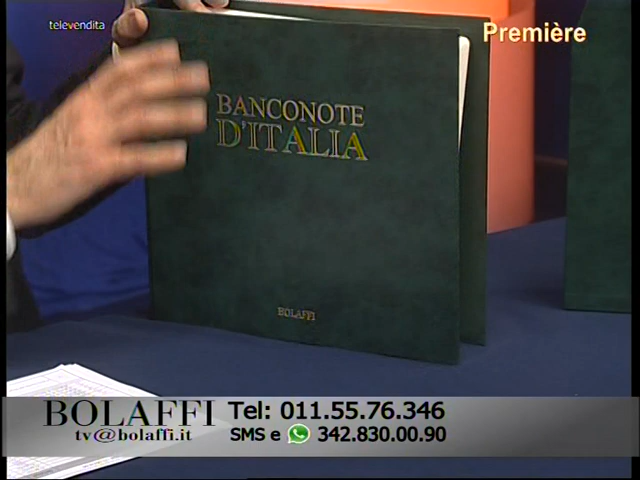 televendita
Première
BANCONOTE
D'ITALIA
BOLAFFI
BOLAFFI
tv@bolaffi.it
Tel: 011.55.76.346
SMS e 342.830.00.90